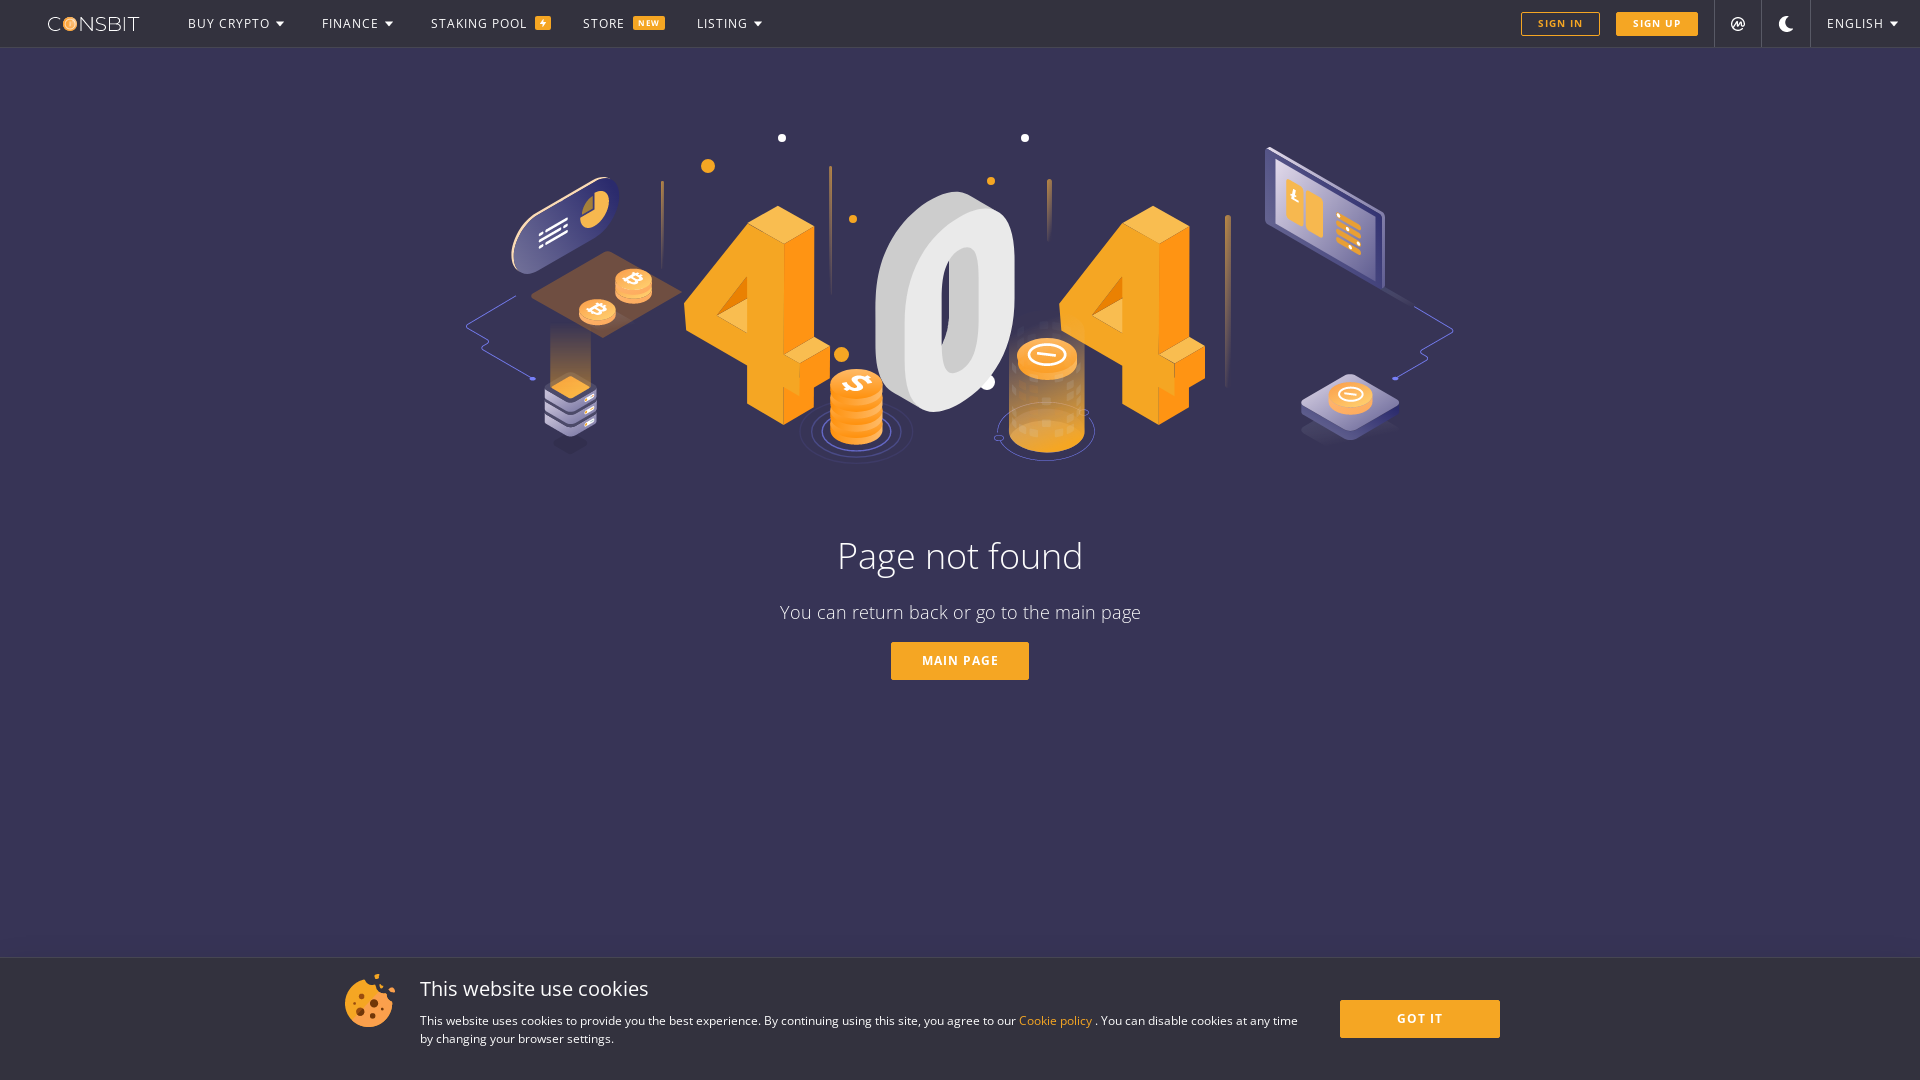 CONSBIT
BUY CRYPTO
FINANCE
STAKING POOL
STORE NEW
LISTING
SIGN IN
SIGN UP
ENGLISH
404
Page not found
You can return back or go to the main page
MAIN PAGE
This website use cookies
This website uses cookies to provide you the best experience. By continuing using this site, you agree to our Cookie policy . You can disable cookies at any time
by changing your browser settings.
GOT IT